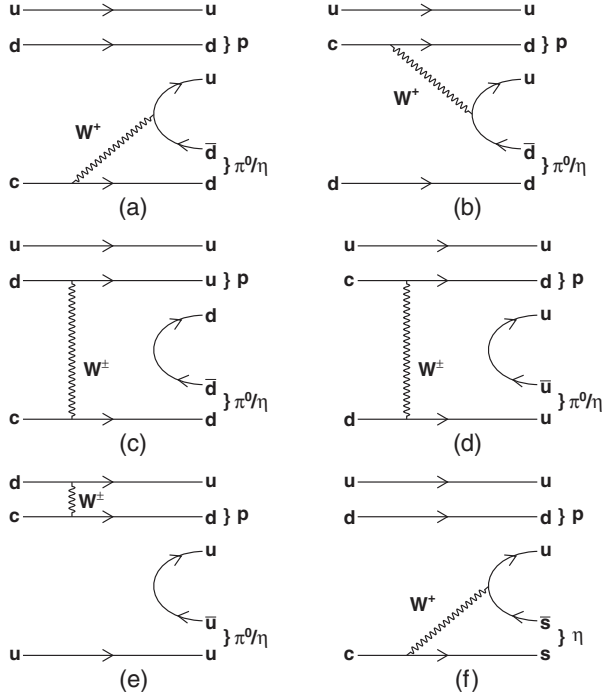 u u u u
d d } p c d } p
u u
W⁺ W⁺
d̅ d̅
} π⁰/η } π⁰/η
c d d d
(a) (b)
u u u u
d u } p c d } p
d u
W± W±
d̅ u̅
} π⁰/η } π⁰/η
c d d u
(c) (d)
d u u u
W±
c d } p d d } p
u u
W⁺
u̅ s̅
} π⁰/η } η
u u c s
(e) (f)